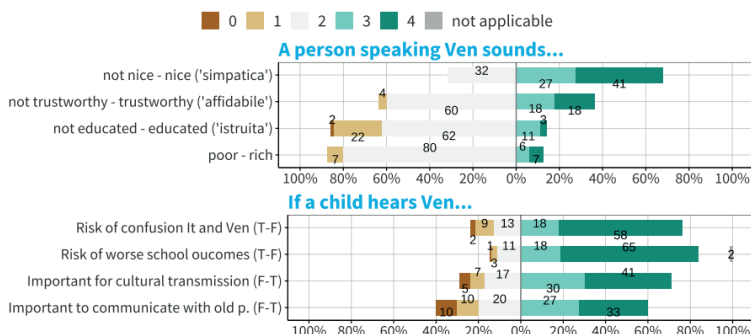 0 1 2 3 4 not applicable
A person speaking Ven sounds...
not nice - nice ('simpatica') 32 27 41
not trustworthy - trustworthy ('affidabile') 4 60 18 18
not educated - educated ('istruita') 2 22 62 11 3
poor - rich 7 80 6 7
100% 80% 60% 40% 20% 0% 20% 40% 60% 80% 100%
If a child hears Ven...
Risk of confusion It and Ven (T-F) 2 9 13 18 58
Risk of worse school oucomes (T-F) 1 3 11 18 65 2
Important for cultural transmission (F-T) 5 7 17 30 41
Important to communicate with old p. (F-T) 10 10 20 27 33
100% 80% 60% 40% 20% 0% 20% 40% 60% 80% 100%